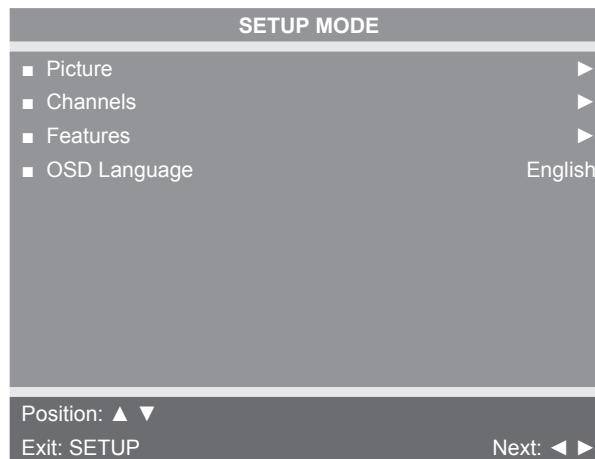 SETUP MODE
■ Picture ►
■ Channels ►
■ Features ►
■ OSD Language English
Position: ▲ ▼
Exit: SETUP Next: ◄ ►